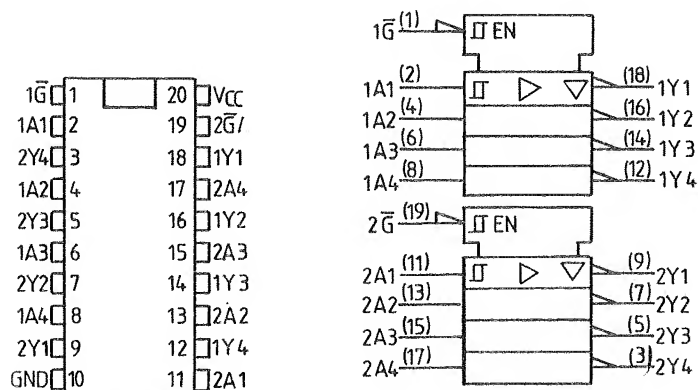 1G̅ 1 20 VCC
1A1 2 19 2G̅/
2Y4 3 18 1Y1
1A2 4 17 2A4
2Y3 5 16 1Y2
1A3 6 15 2A3
2Y2 7 14 1Y3
1A4 8 13 2A2
2Y1 9 12 1Y4
GND 10 11 2A1
1G̅ (1) EN
1A1 (2) (18) 1Y1
1A2 (4) (16) 1Y2
1A3 (6) (14) 1Y3
1A4 (8) (12) 1Y4
2G̅ (19) EN
2A1 (11) (9) 2Y1
2A2 (13) (7) 2Y2
2A3 (15) (5) 2Y3
2A4 (17) (3) 2Y4